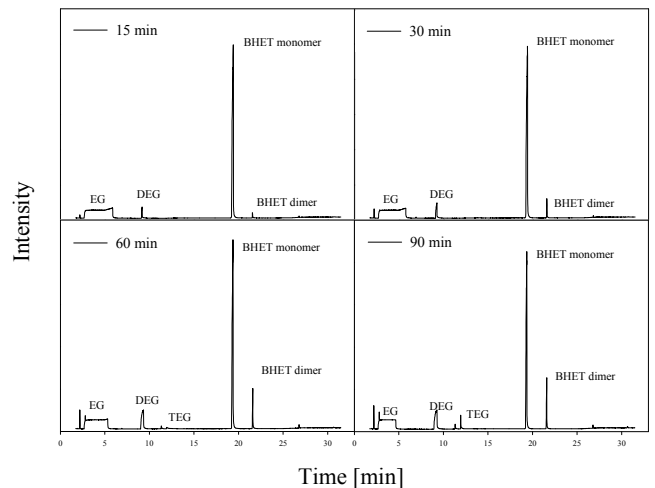 15 min
BHET monomer
EG
DEG
BHET dimer
30 min
BHET monomer
EG
DEG
BHET dimer
60 min
BHET monomer
BHET dimer
EG
DEG
TEG
90 min
BHET monomer
BHET dimer
EG
DEG
TEG
0 5 10 15 20 25 30
0 5 10 15 20 25 30
Intensity
Time [min]